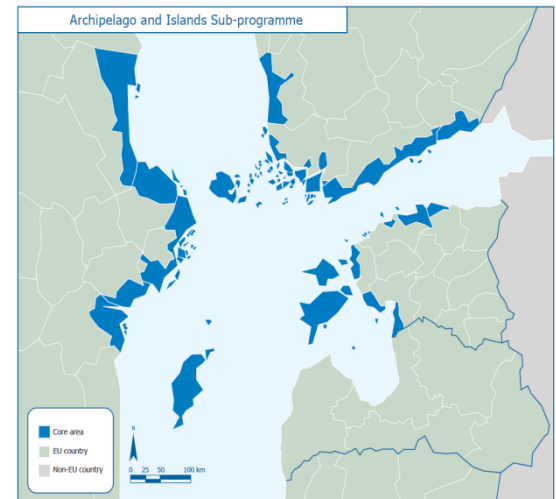 Archipelago and Islands Sub-programme
Core area
EU country
Non-EU country
N
0 25 50 100 km